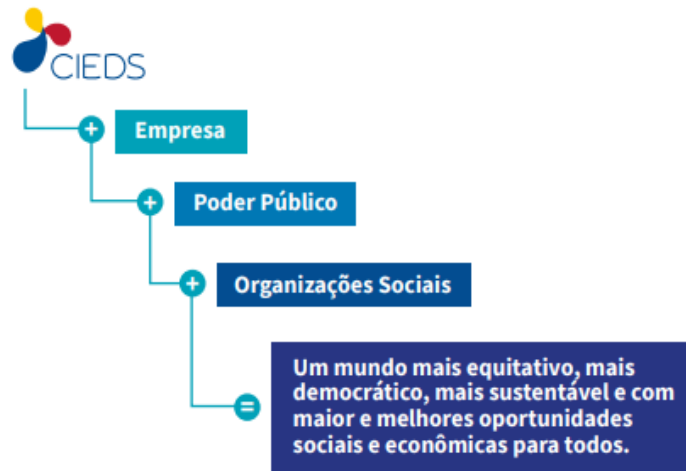 CIEDS
+ Empresa
+ Poder Público
+ Organizações Sociais
= Um mundo mais equitativo, mais
democrático, mais sustentável e com
maior e melhores oportunidades
sociais e econômicas para todos.